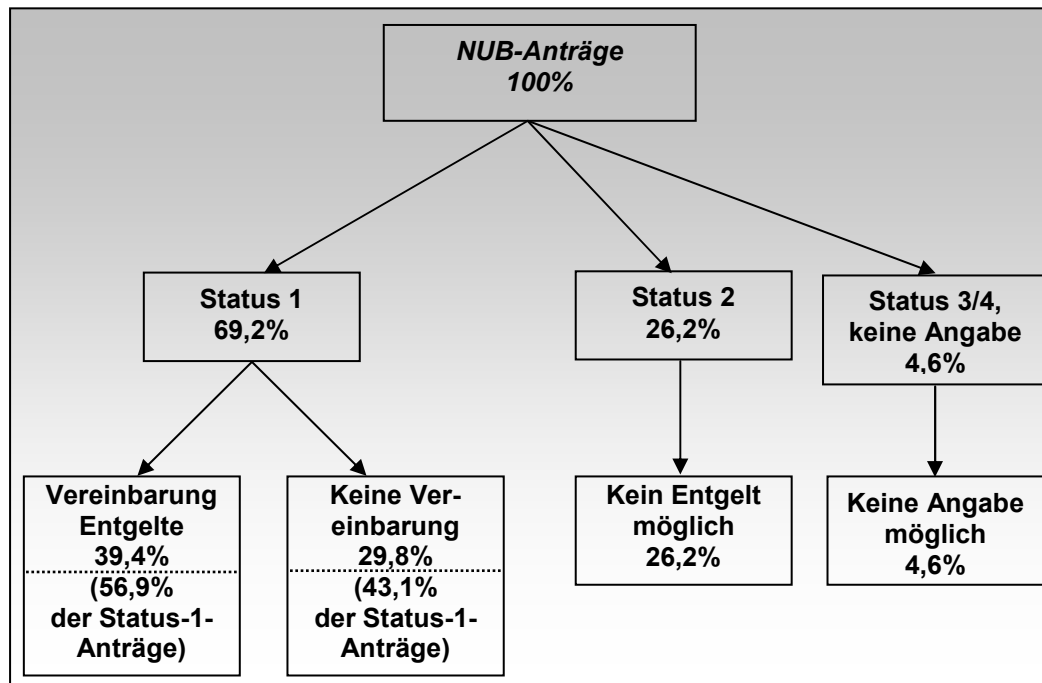 NUB-Anträge
100%
Status 1
69,2%
Status 2
26,2%
Status 3/4,
keine Angabe
4,6%
Vereinbarung
Entgelte
39,4%
(56,9%
der Status-1-
Anträge)
Keine Ver-
einbarung
29,8%
(43,1%
der Status-1-
Anträge)
Kein Entgelt
möglich
26,2%
Keine Angabe
möglich
4,6%